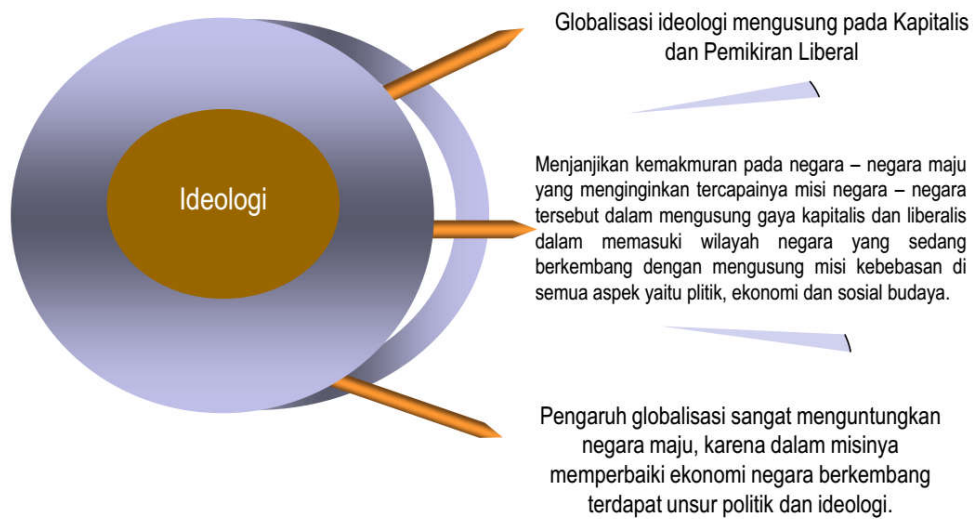 Globalisasi ideologi mengusung pada Kapitalis
dan Pemikiran Liberal
Ideologi
Menjanjikan kemakmuran pada negara – negara maju
yang menginginkan tercapainya misi negara – negara
tersebut dalam mengusung gaya kapitalis dan liberalis
dalam memasuki wilayah negara yang sedang
berkembang dengan mengusung misi kebebasan di
semua aspek yaitu plitik, ekonomi dan sosial budaya.
Pengaruh globalisasi sangat menguntungkan
negara maju, karena dalam misinya
memperbaiki ekonomi negara berkembang
terdapat unsur politik dan ideologi.